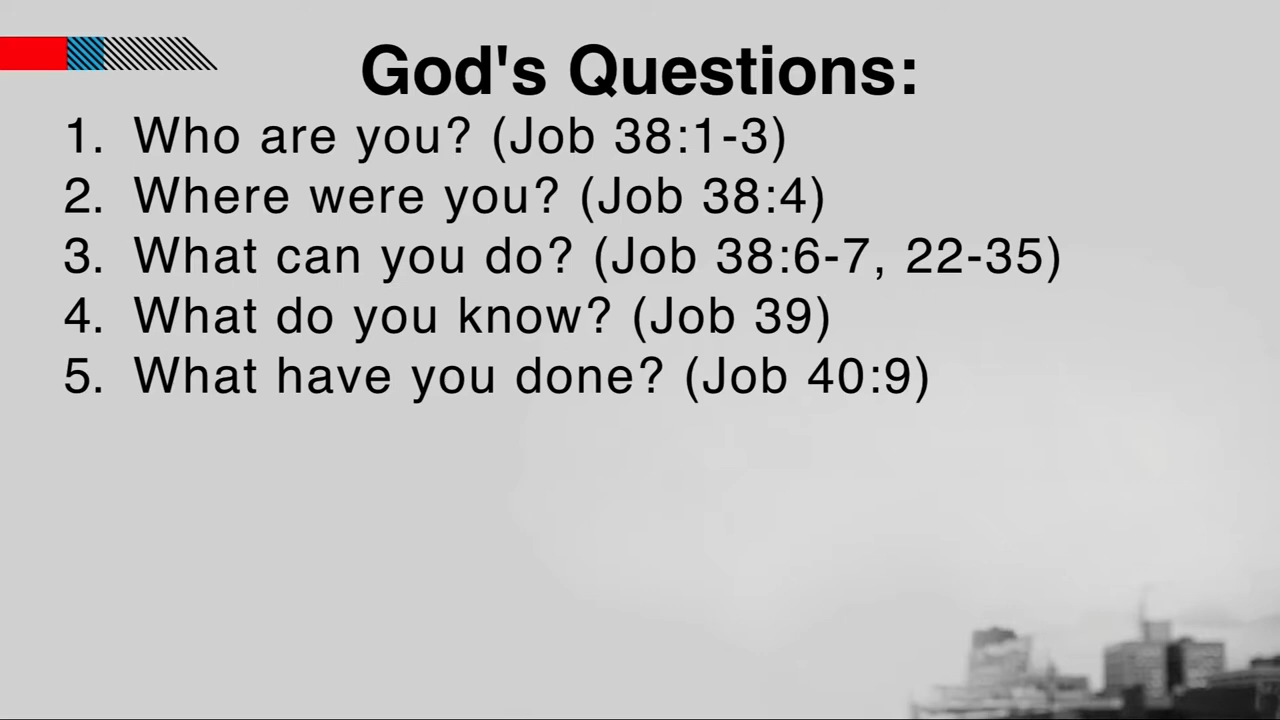 God's Questions:
1. Who are you? (Job 38:1-3)
2. Where were you? (Job 38:4)
3. What can you do? (Job 38:6-7, 22-35)
4. What do you know? (Job 39)
5. What have you done? (Job 40:9)